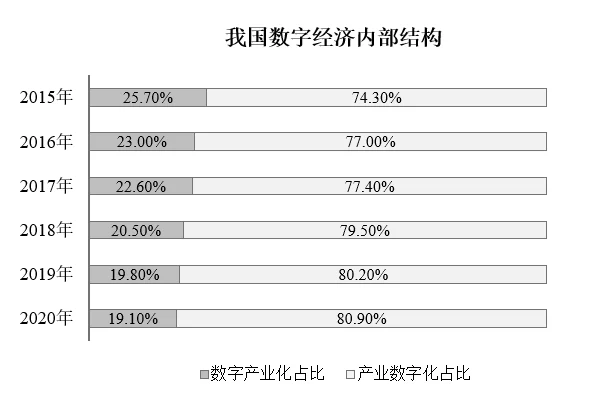 我国数字经济内部结构
2015年 25.70% 74.30%
2016年 23.00% 77.00%
2017年 22.60% 77.40%
2018年 20.50% 79.50%
2019年 19.80% 80.20%
2020年 19.10% 80.90%
数字产业化占比 产业数字化占比